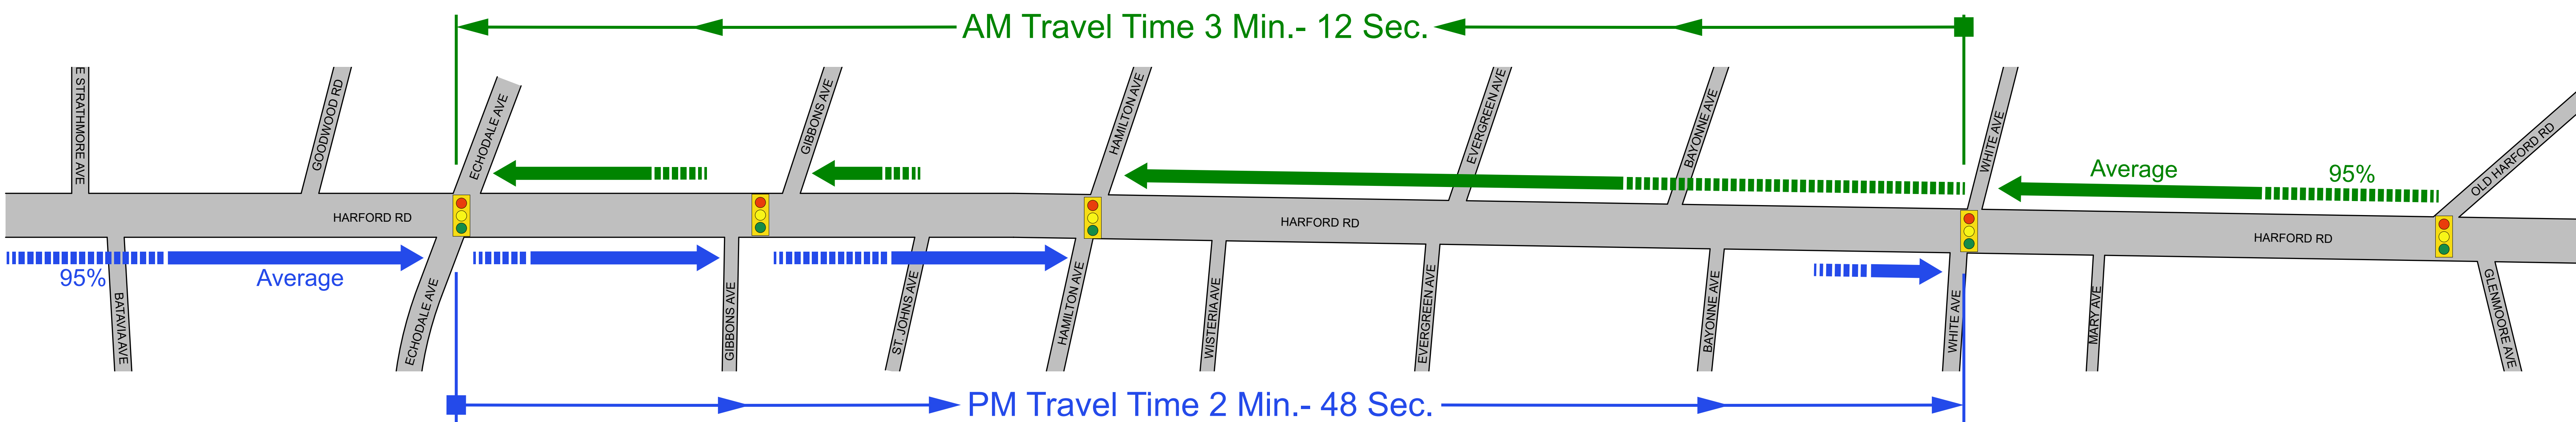 AM Travel Time 3 Min.- 12 Sec.
E STRATHMORE AVE
GOODWOOD RD
ECHODALE AVE
GIBBONS AVE
HAMILTON AVE
EVERGREEN AVE
BAYONNE AVE
WHITE AVE
OLD HARFORD RD
Average
95%
HARFORD RD
HARFORD RD
HARFORD RD
95%
Average
BATAVIA AVE
ECHODALE AVE
GIBBONS AVE
ST. JOHNS AVE
HAMILTON AVE
WISTERIA AVE
EVERGREEN AVE
BAYONNE AVE
WHITE AVE
MARY AVE
GLENMOORE AVE
PM Travel Time 2 Min.- 48 Sec.